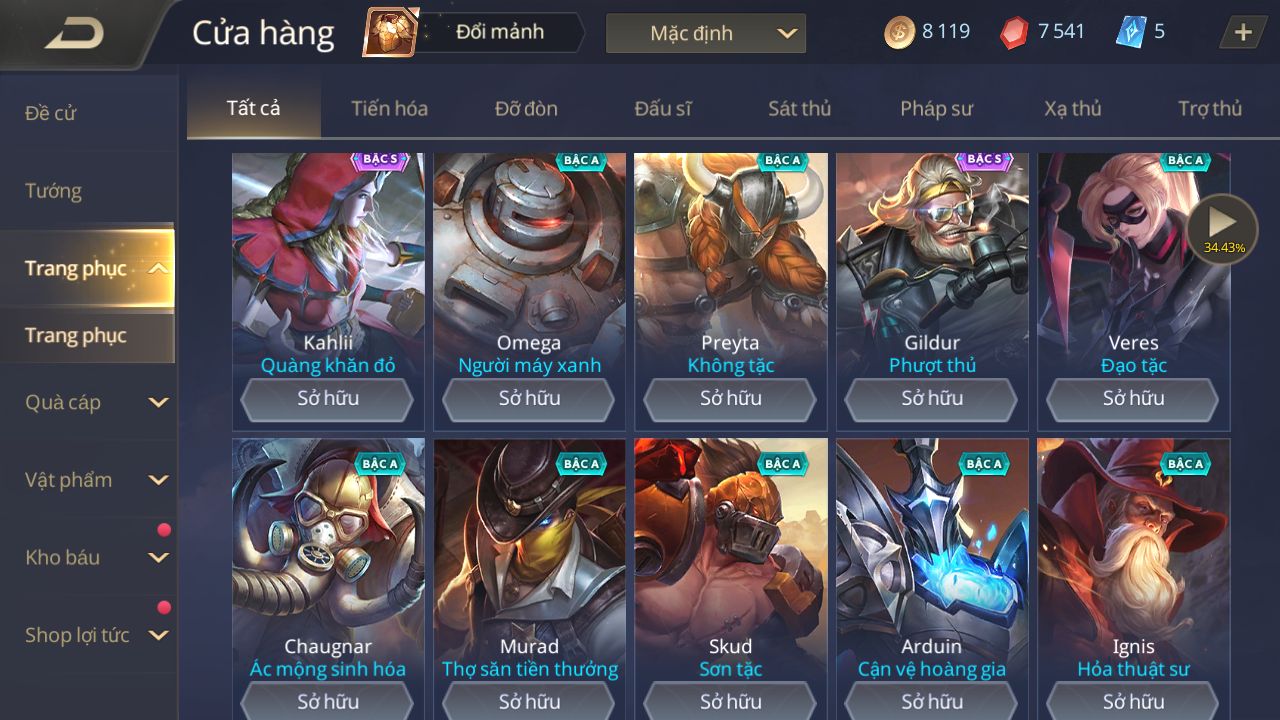 Cửa hàng
Đổi mảnh
Mặc định
8 119
7 541
5
Đề cử
Tướng
Trang phục
Trang phục
Quà cáp
Vật phẩm
Kho báu
Shop lợi tức
Tất cả
Tiến hóa
Đỡ đòn
Đấu sĩ
Sát thủ
Pháp sư
Xạ thủ
Trợ thủ
BẬC S
BẬC A
BẬC A
BẬC S
BẬC A
34.43%
Kahlii
Quàng khăn đỏ
Sở hữu
Omega
Người máy xanh
Sở hữu
Preyta
Không tặc
Sở hữu
Gildur
Phượt thủ
Sở hữu
Veres
Đạo tặc
Sở hữu
BẬC A
Chaugnar
Ác mộng sinh hóa
Sở hữu
BẬC A
Murad
Thợ săn tiền thưởng
Sở hữu
BẬC A
Skud
Sơn tặc
Sở hữu
BẬC A
Arduin
Cận vệ hoàng gia
Sở hữu
BẬC A
Ignis
Hỏa thuật sư
Sở hữu